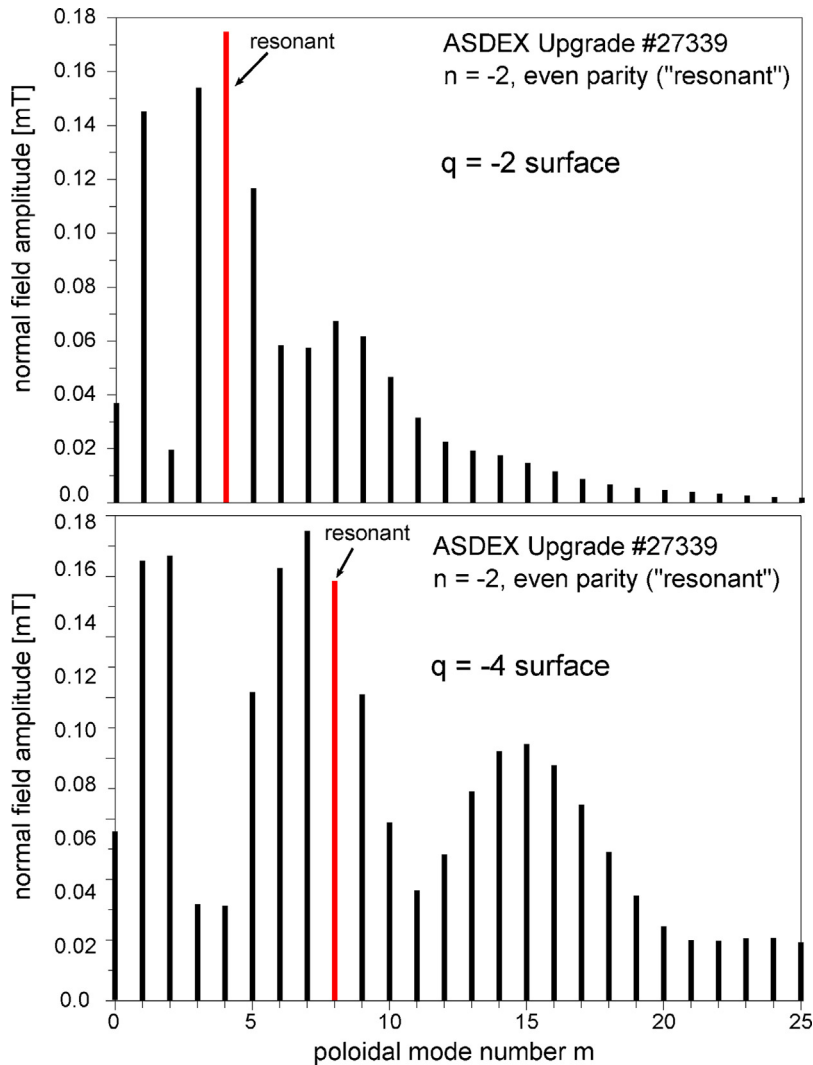 0.18
0.16
0.14
0.12
0.10
0.08
0.06
0.04
0.02
0.0
normal field amplitude [mT]
resonant
ASDEX Upgrade #27339
n = -2, even parity ("resonant")
q = -2 surface
0.18
0.16
0.14
0.12
0.10
0.08
0.06
0.04
0.02
0.0
normal field amplitude [mT]
resonant
ASDEX Upgrade #27339
n = -2, even parity ("resonant")
q = -4 surface
0 5 10 15 20 25
poloidal mode number m